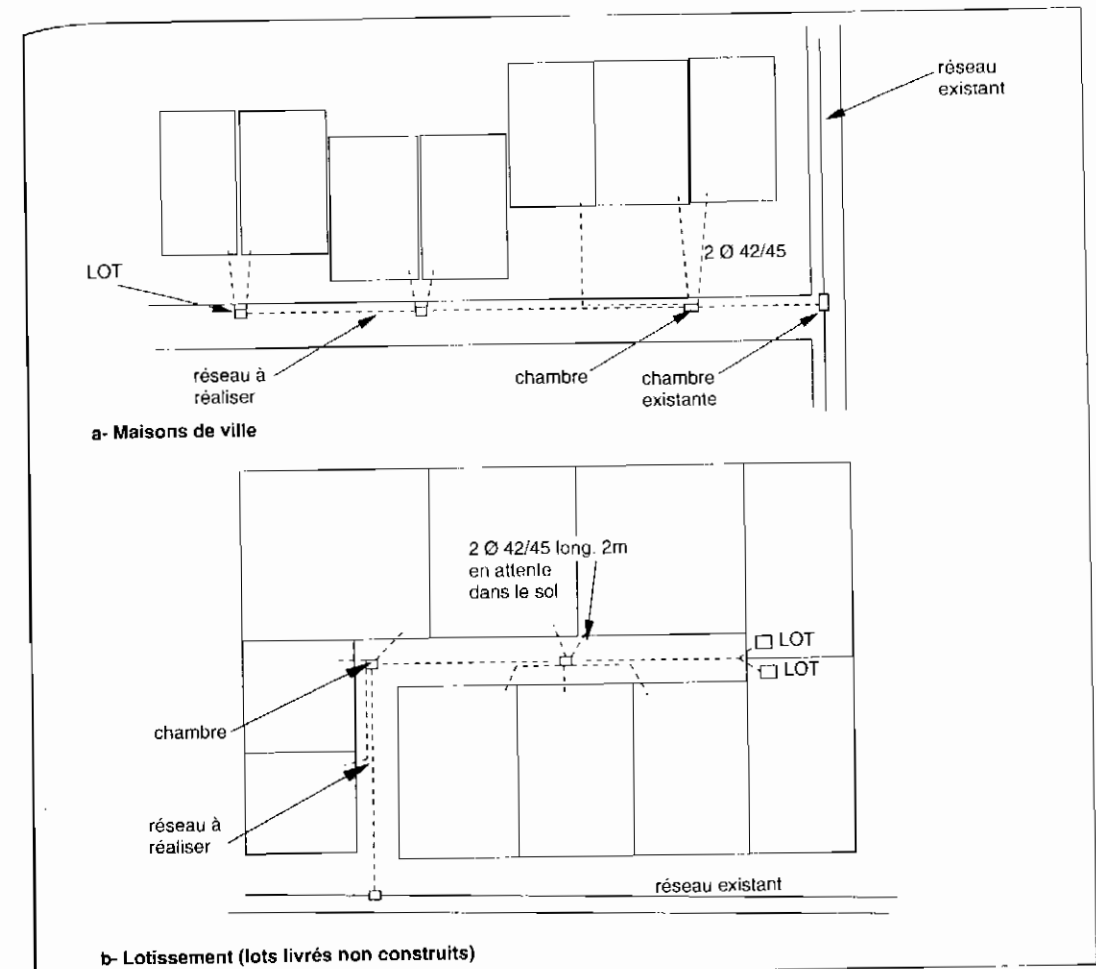 réseau
existant
2 Ø 42/45
LOT
réseau à
réaliser
chambre
chambre
existante
a- Maisons de ville
2 Ø 42/45 long. 2m
en attente
dans le sol
LOT
LOT
chambre
réseau à
réaliser
réseau existant
b- Lotissement (lots livrés non construits)